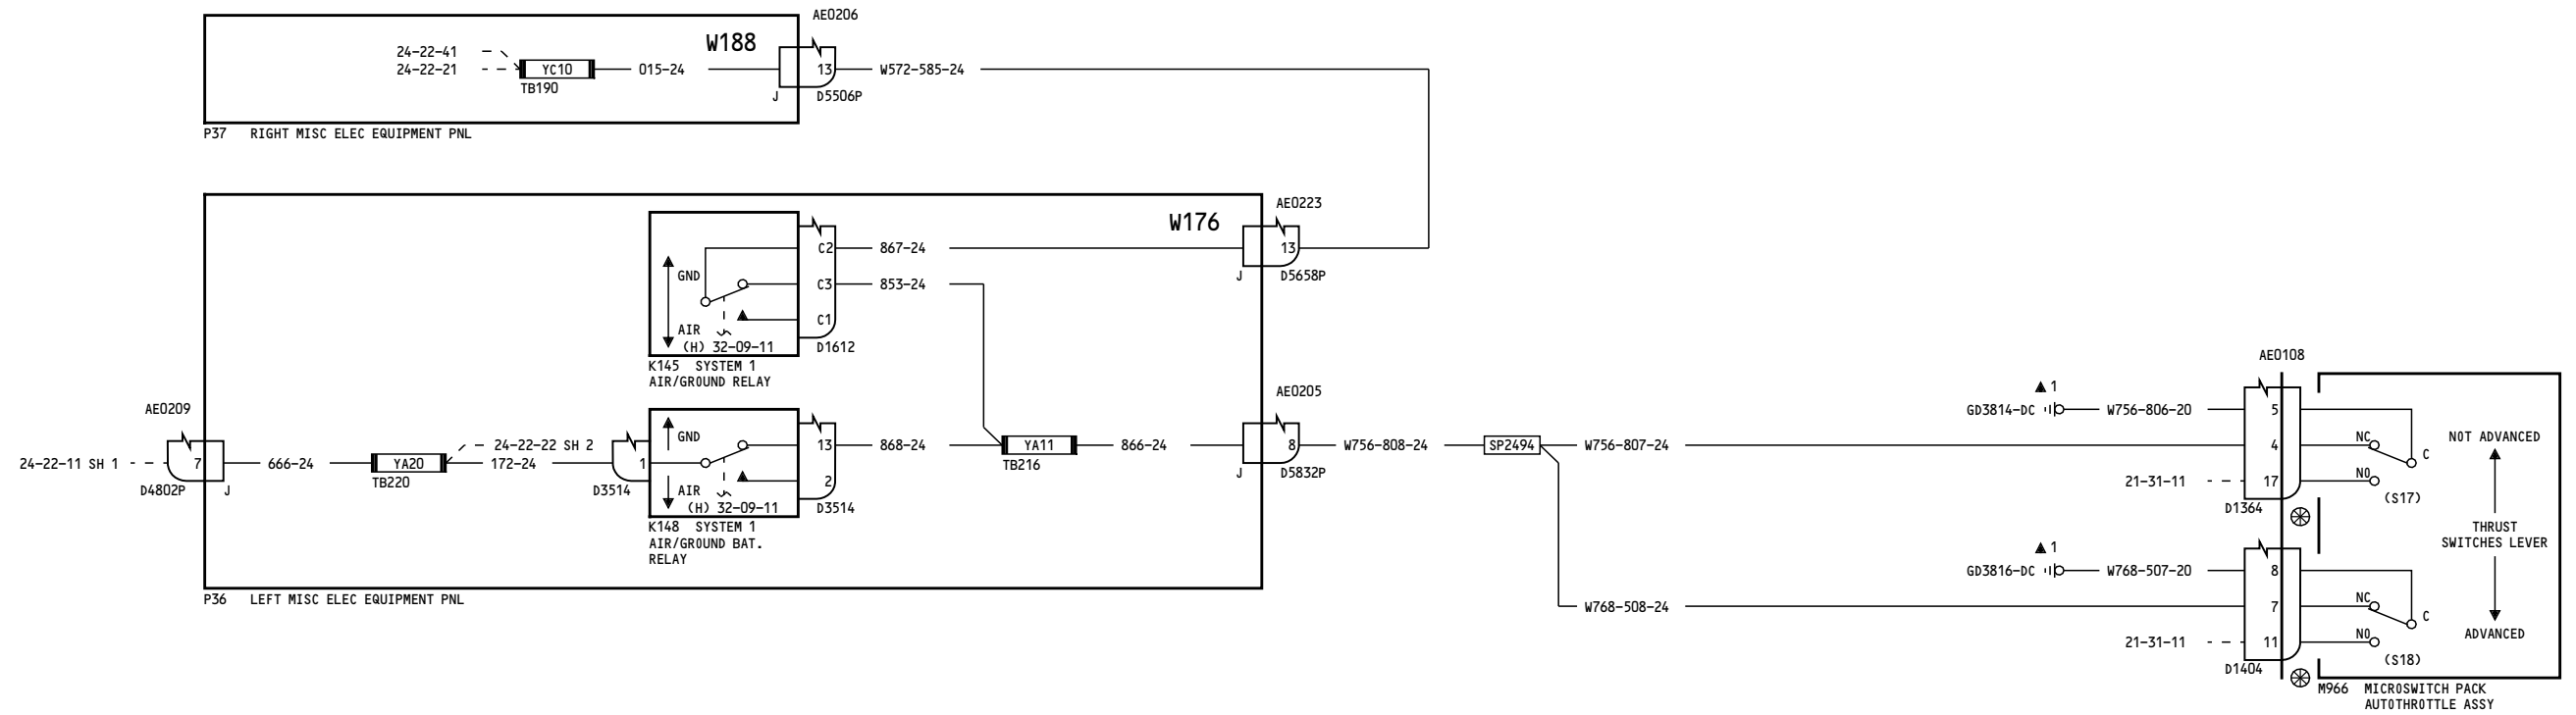 AE0206
24-22-41
W188
24-22-21
YC10
015-24
13
W572-585-24
TB190
J
D5506P
P37 RIGHT MISC ELEC EQUIPMENT PNL
AE0223
W176
C2
867-24
13
GND
J
D5658P
C3
853-24
C1
AIR
(H) 32-09-11
D1612
K145 SYSTEM 1
AIR/GROUND RELAY
AE0209
AE0205
GND
24-22-22 SH 2
13
868-24
YA11
866-24
8
W756-808-24
SP2494
W756-807-24
24-22-11 SH 1
7
666-24
YA20
172-24
1
TB216
D4802P
J
TB220
D3514
AIR
2
J
D5832P
(H) 32-09-11
D3514
K148 SYSTEM 1
AIR/GROUND BAT.
RELAY
P36 LEFT MISC ELEC EQUIPMENT PNL
W768-508-24
AE0108
1
GD3814-DC
W756-806-20
5
NC
4
C
NOT ADVANCED
21-31-11
17
NO
(S17)
D1364
THRUST
SWITCHES LEVER
1
GD3816-DC
W768-507-20
8
NC
7
C
ADVANCED
21-31-11
11
NO
(S18)
D1404
M966 MICROSWITCH PACK
AUTOTHROTTLE ASSY